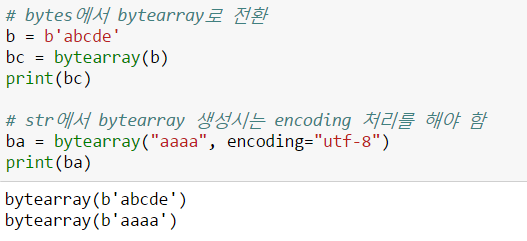 # bytes에서 bytearray로 전환
b = b'abcde'
bc = bytearray(b)
print(bc)
# str에서 bytearray 생성시는 encoding 처리를 해야 함
ba = bytearray("aaaa", encoding="utf-8")
print(ba)
bytearray(b'abcde')
bytearray(b'aaaa')